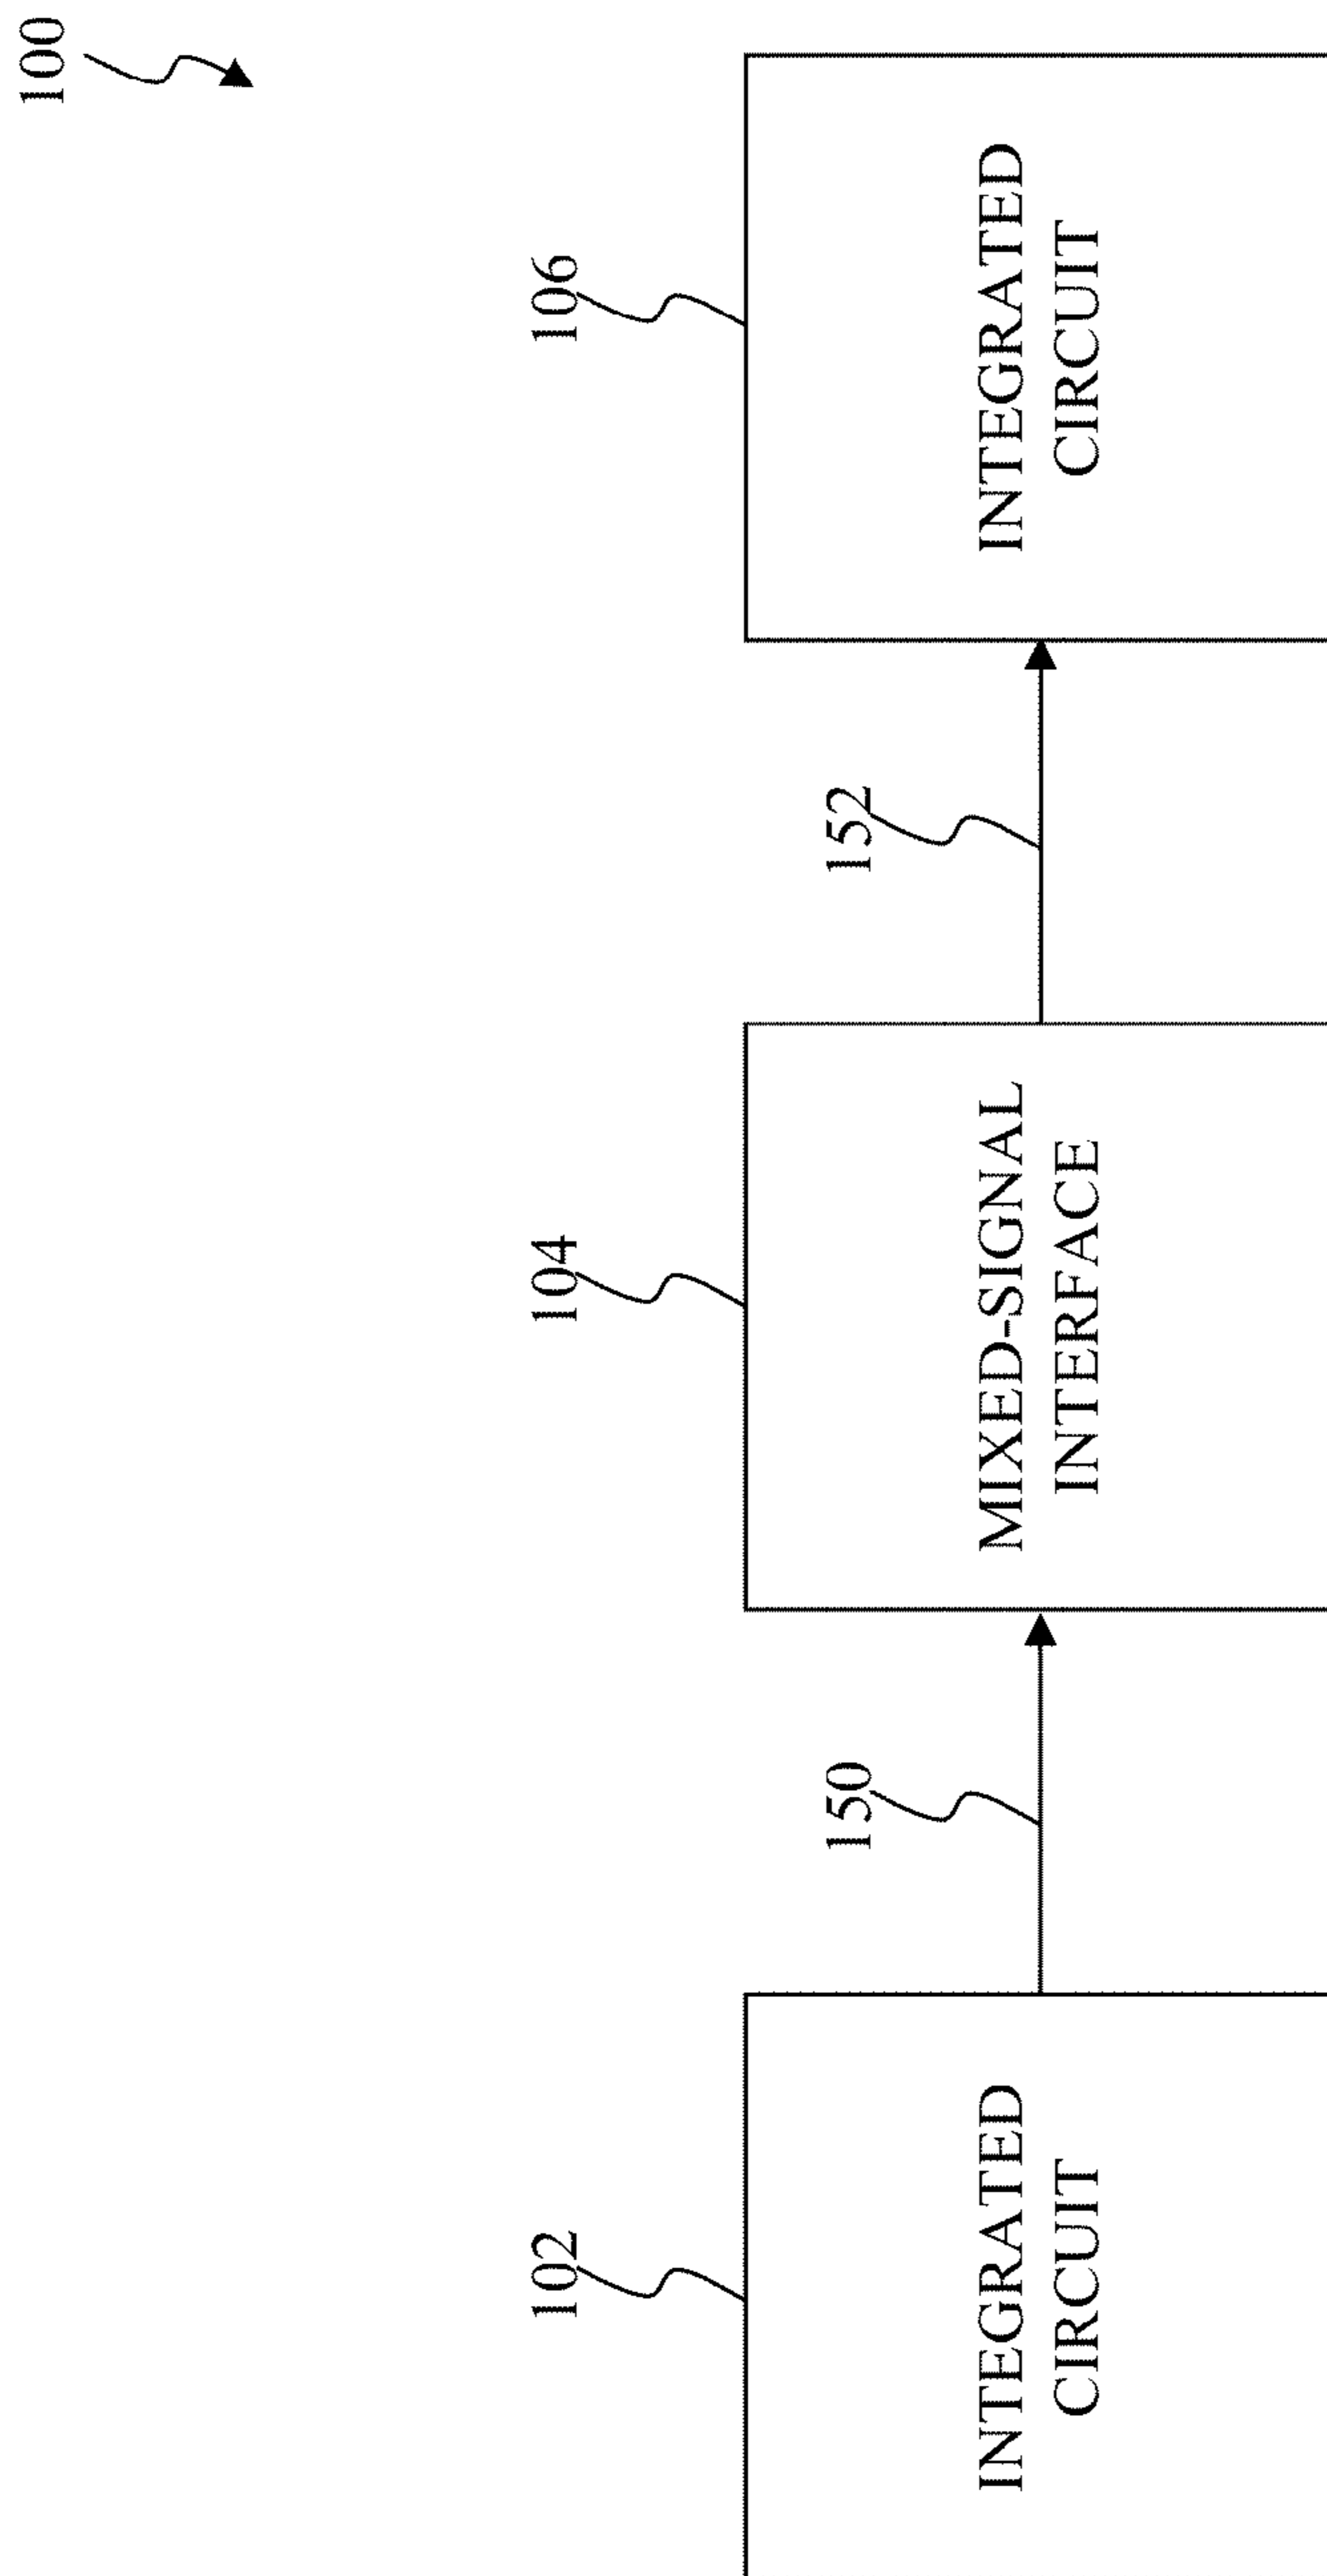 100
102
INTEGRATED
CIRCUIT
150
104
MIXED-SIGNAL
INTERFACE
152
106
INTEGRATED
CIRCUIT